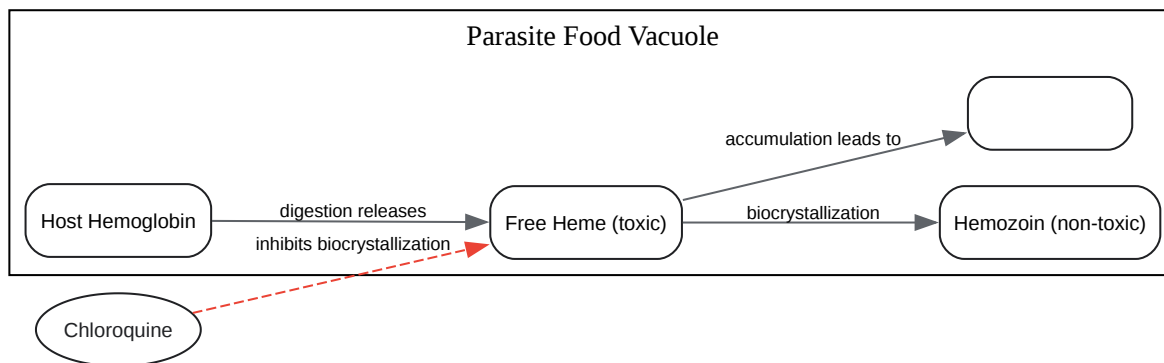 Parasite Food Vacuole
accumulation leads to
Host Hemoglobin
digestion releases
Free Heme (toxic)
biocrystallization
Hemozoin (non-toxic)
inhibits biocrystallization
Chloroquine